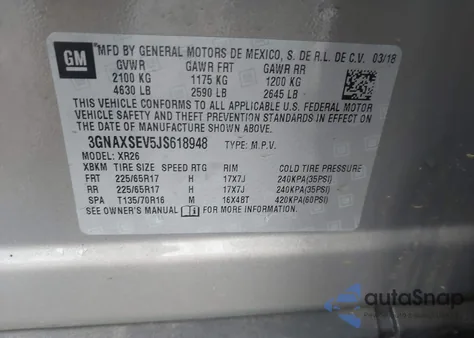 GM
MFD BY GENERAL MOTORS DE MEXICO, S. DE R.L. DE C.V. 03/18
GVWR GAWR FRT GAWR RR
2100 KG 1175 KG 1200 KG
4630 LB 2590 LB 2645 LB
THIS VEHICLE CONFORMS TO ALL APPLICABLE U.S. FEDERAL MOTOR
VEHICLE SAFETY, BUMPER, AND THEFT PREVENTION STANDARDS IN
EFFECT ON THE DATE OF MANUFACTURE SHOWN ABOVE.
3GNAXSEV5JS618948 TYPE: M.P.V.
MODEL: XR26
XBKM TIRE SIZE SPEED RTG RIM COLD TIRE PRESSURE
FRT 225/65R17 H 17X7J 240KPA(35PSI)
RR 225/65R17 H 17X7J 240KPA(35PSI)
SPA T135/70R16 M 16X4BT 420KPA(60PSI)
SEE OWNER'S MANUAL FOR MORE INFORMATION.
autoSnap